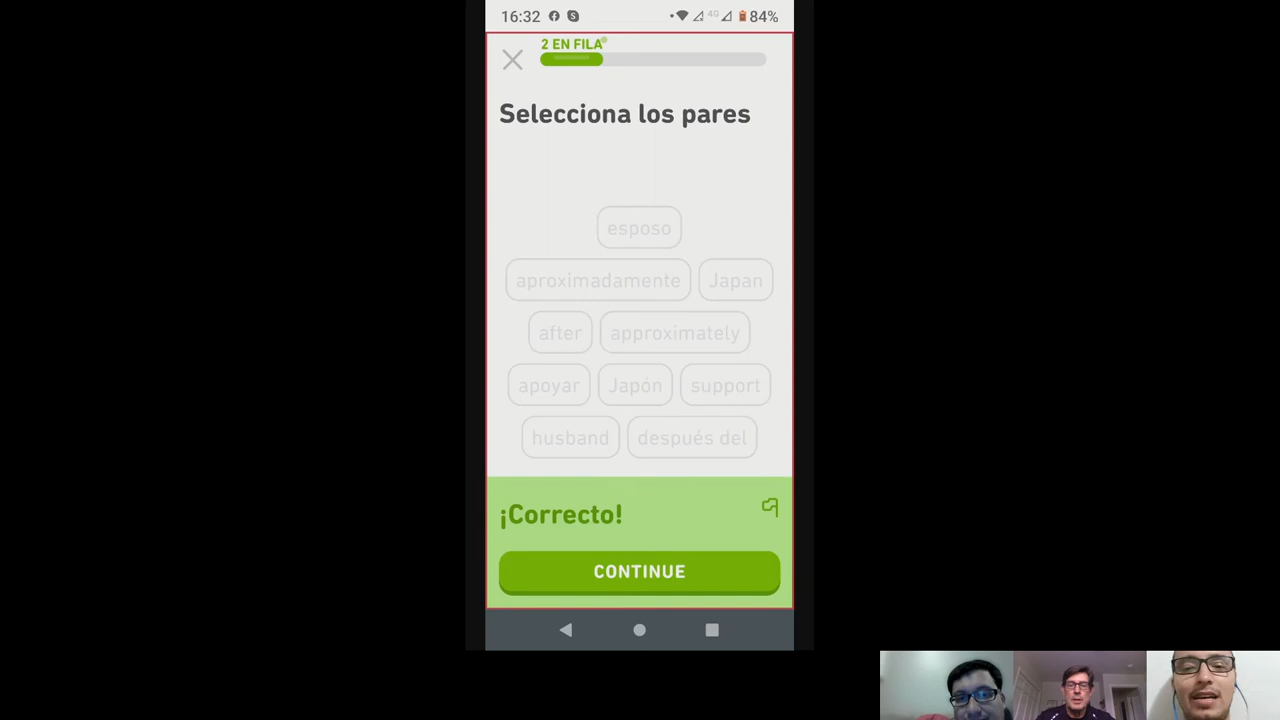 16:32 4G 84%
2 EN FILA
Selecciona los pares
esposo
aproximadamente Japan
after approximately
apoyar Japón support
husband después del
¡Correcto!
CONTINUE